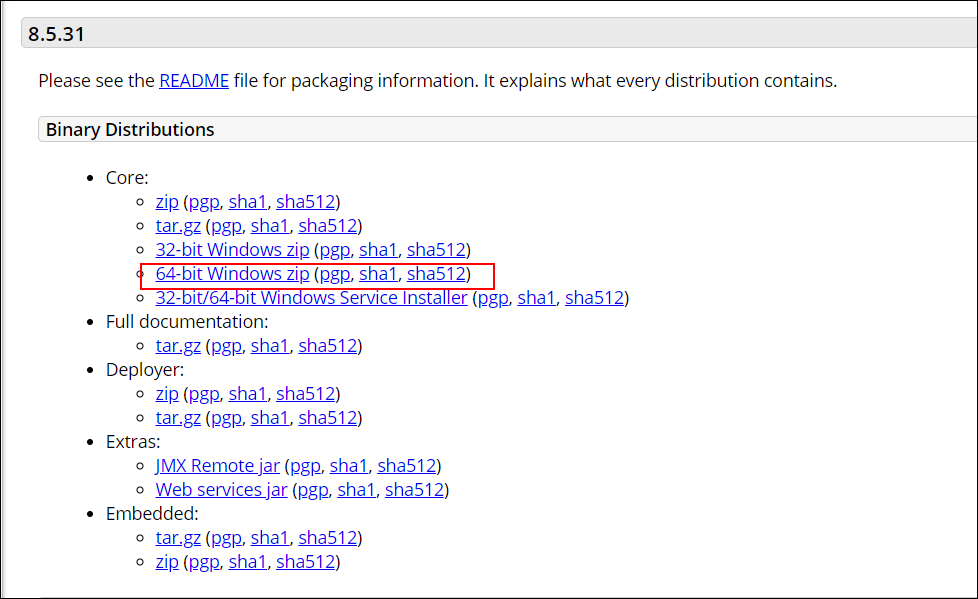 8.5.31
Please see the README file for packaging information. It explains what every distribution contains.
Binary Distributions
Core:
zip (pgp, sha1, sha512)
tar.gz (pgp, sha1, sha512)
32-bit Windows zip (pgp, sha1, sha512)
64-bit Windows zip (pgp, sha1, sha512)
32-bit/64-bit Windows Service Installer (pgp, sha1, sha512)
Full documentation:
tar.gz (pgp, sha1, sha512)
Deployer:
zip (pgp, sha1, sha512)
tar.gz (pgp, sha1, sha512)
Extras:
JMX Remote jar (pgp, sha1, sha512)
Web services jar (pgp, sha1, sha512)
Embedded:
tar.gz (pgp, sha1, sha512)
zip (pgp, sha1, sha512)